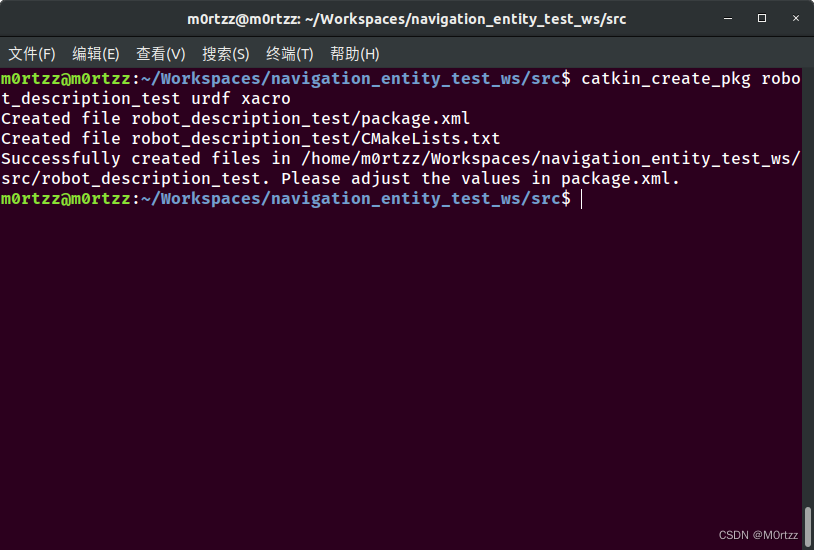 m0rtzz@m0rtzz: ~/Workspaces/navigation_entity_test_ws/src
文件(F) 编辑(E) 查看(V) 搜索(S) 终端(T) 帮助(H)
m0rtzz@m0rtzz:~/Workspaces/navigation_entity_test_ws/src$ catkin_create_pkg robo
t_description_test urdf xacro
Created file robot_description_test/package.xml
Created file robot_description_test/CMakeLists.txt
Successfully created files in /home/m0rtzz/Workspaces/navigation_entity_test_ws/
src/robot_description_test. Please adjust the values in package.xml.
m0rtzz@m0rtzz:~/Workspaces/navigation_entity_test_ws/src$
CSDN @M0rtzz